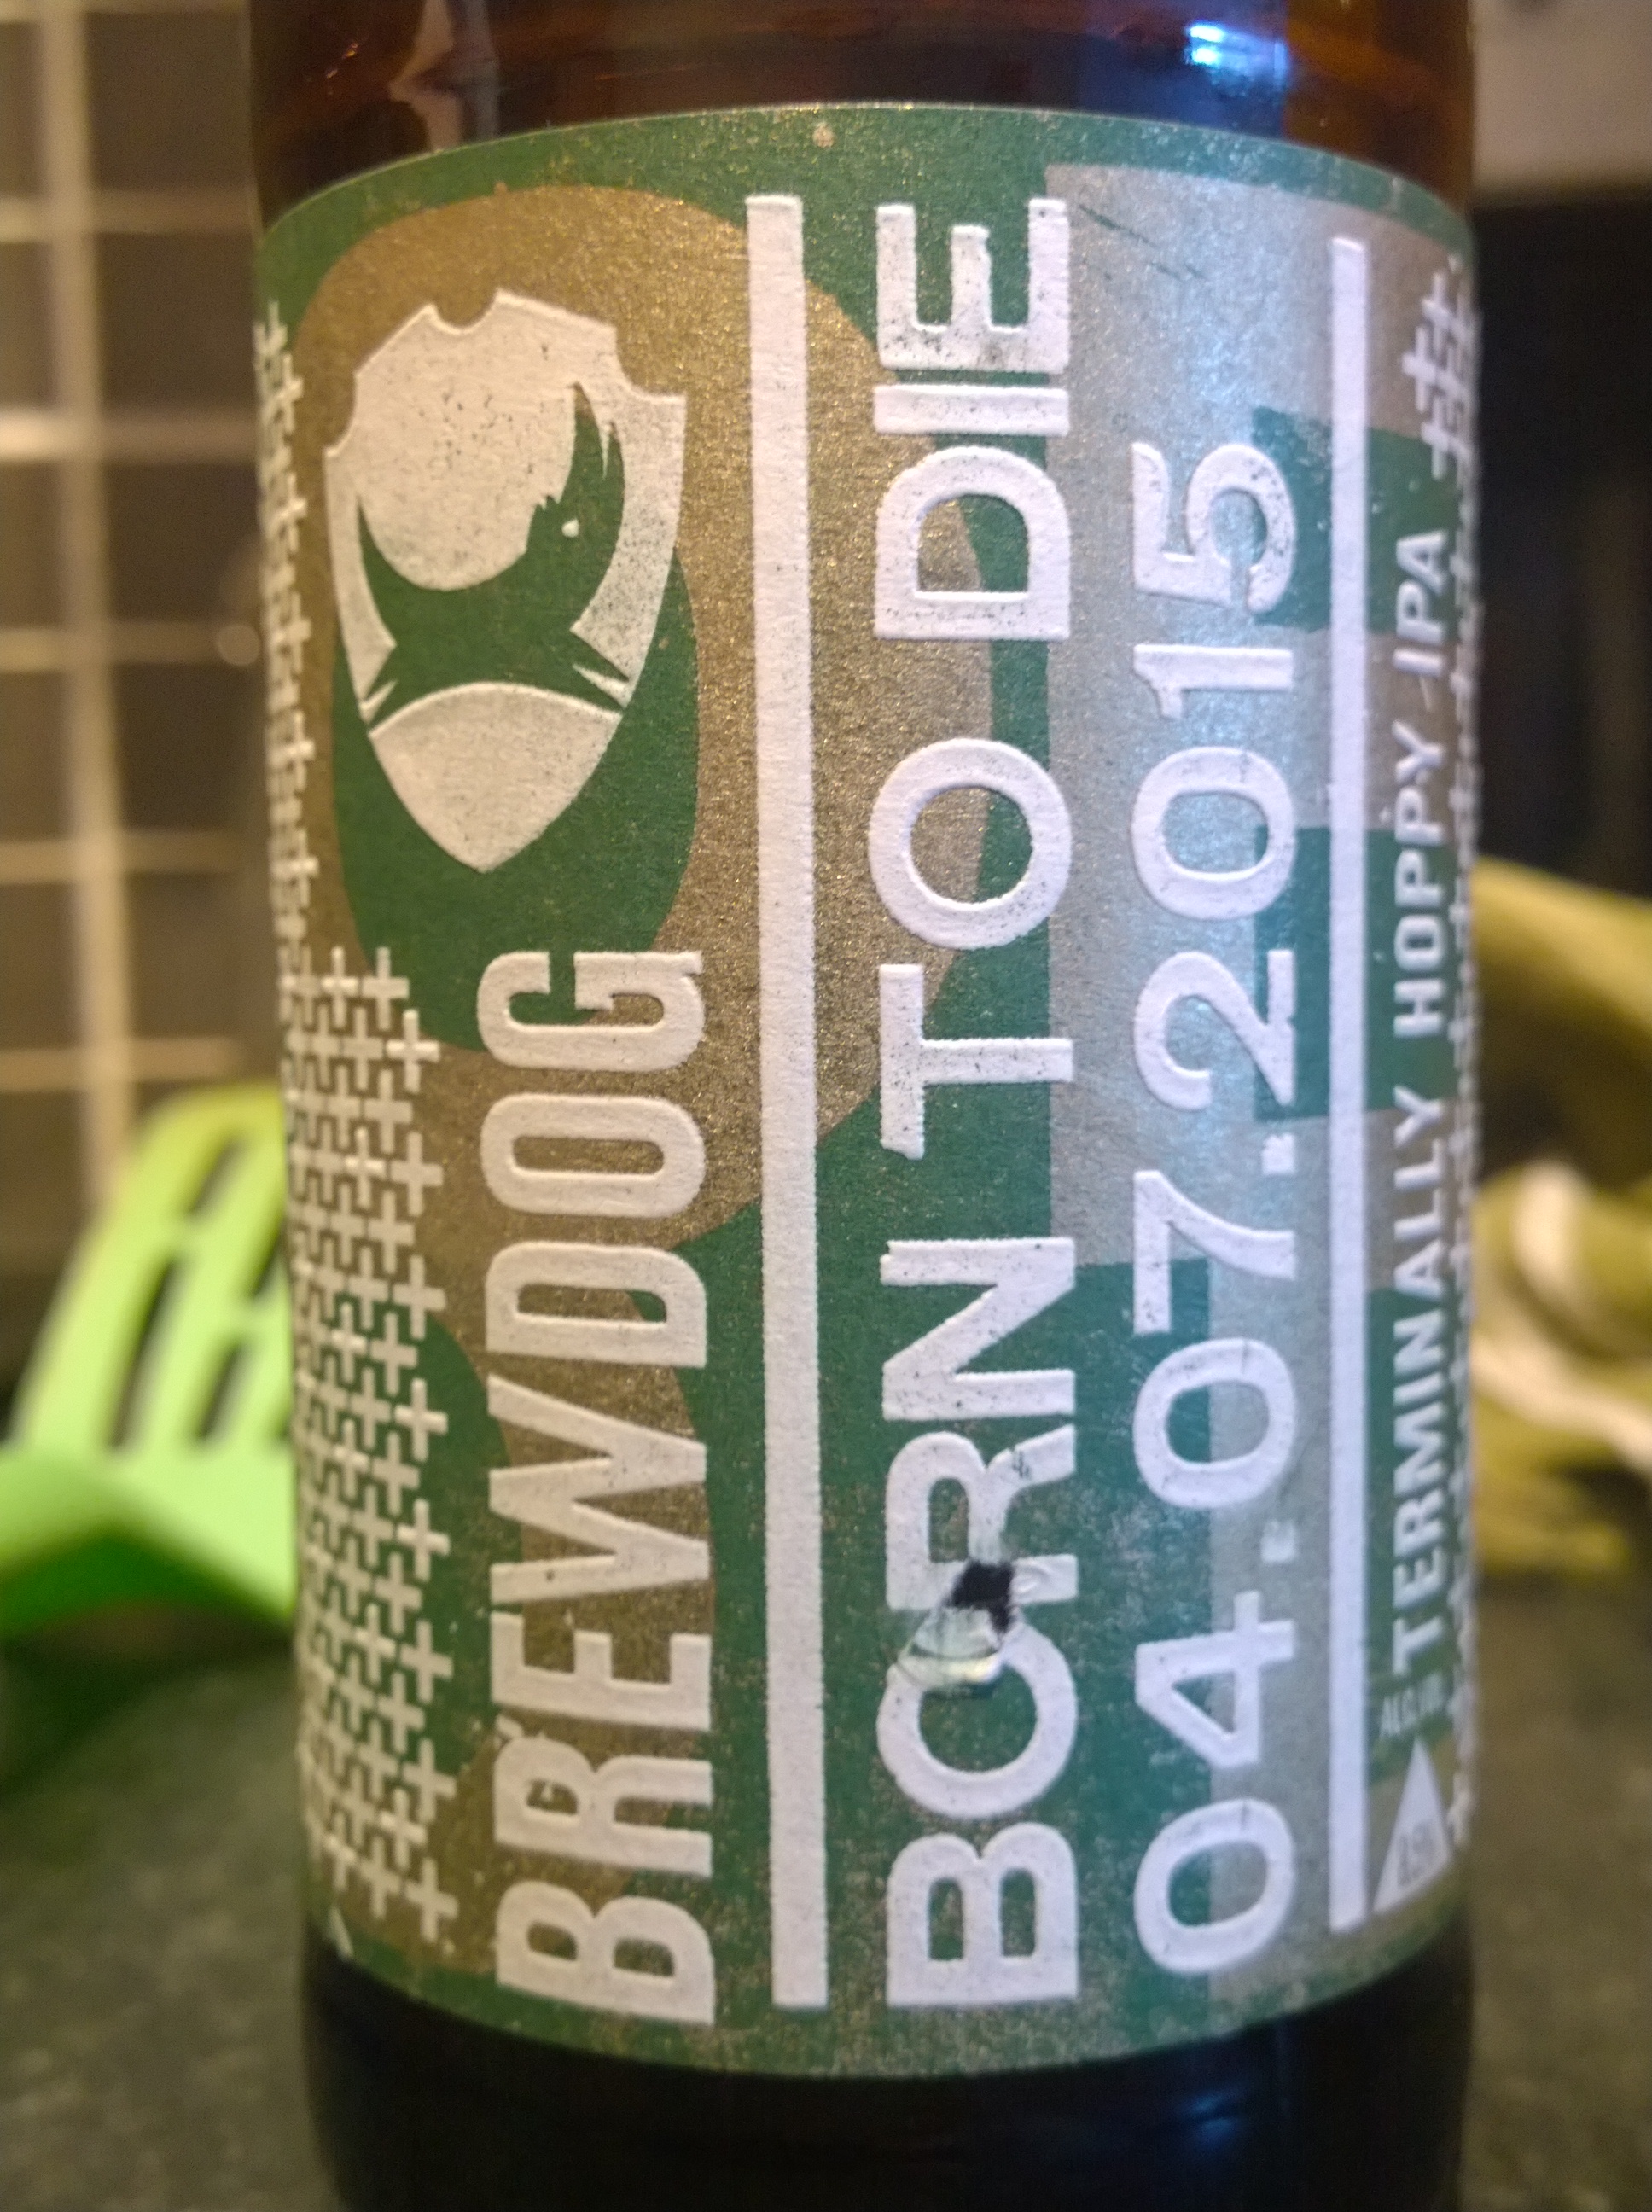 BREWDOG
BORN TO DIE
04.07.2015
TERMINALLY HOPPY IPA